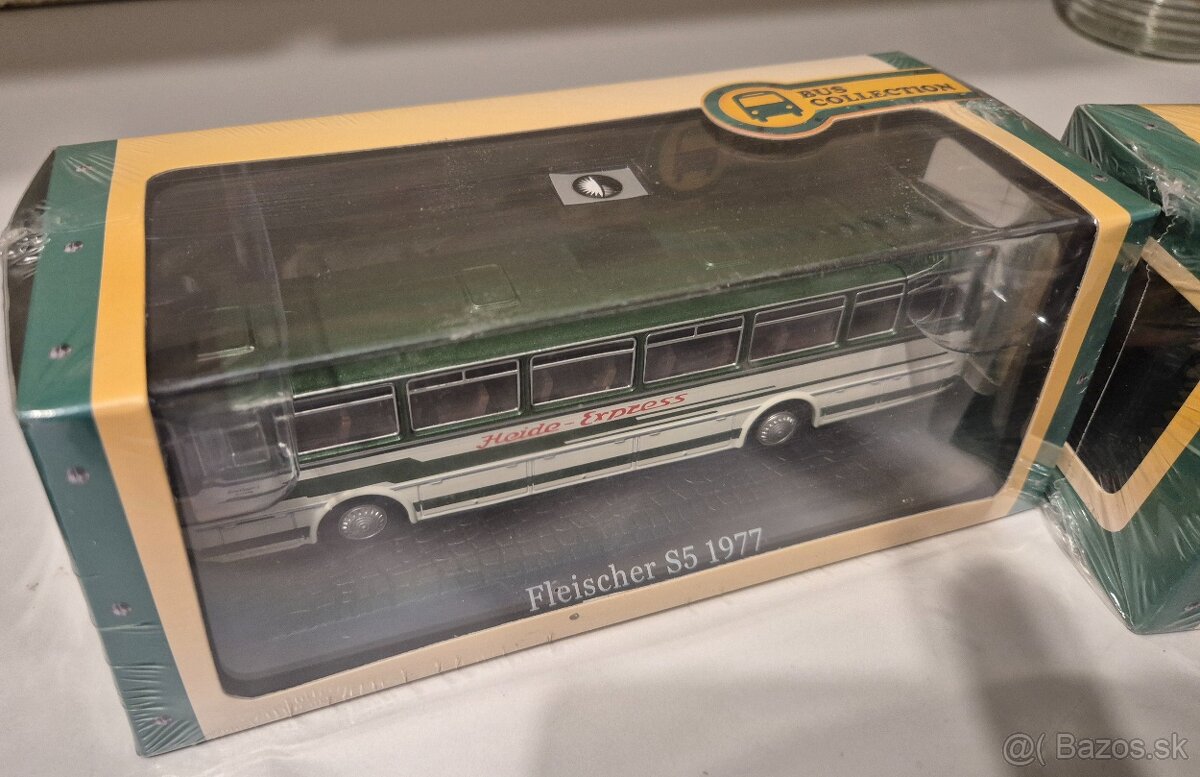 BUS
COLLECTION
Heide-Express
Fleischer S5 1977
@( Bazos.sk